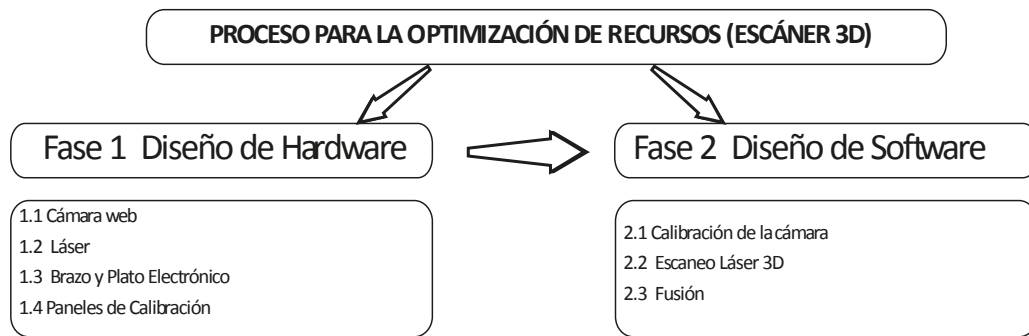 PROCESO PARA LA OPTIMIZACIÓN DE RECURSOS (ESCÁNER 3D)
Fase 1 Diseño de Hardware
Fase 2 Diseño de Software
1.1 Cámara web
1.2 Láser
1.3 Brazo y Plato Electrónico
1.4 Paneles de Calibración
2.1 Calibración de la cámara
2.2 Escaneo Láser 3D
2.3 Fusión